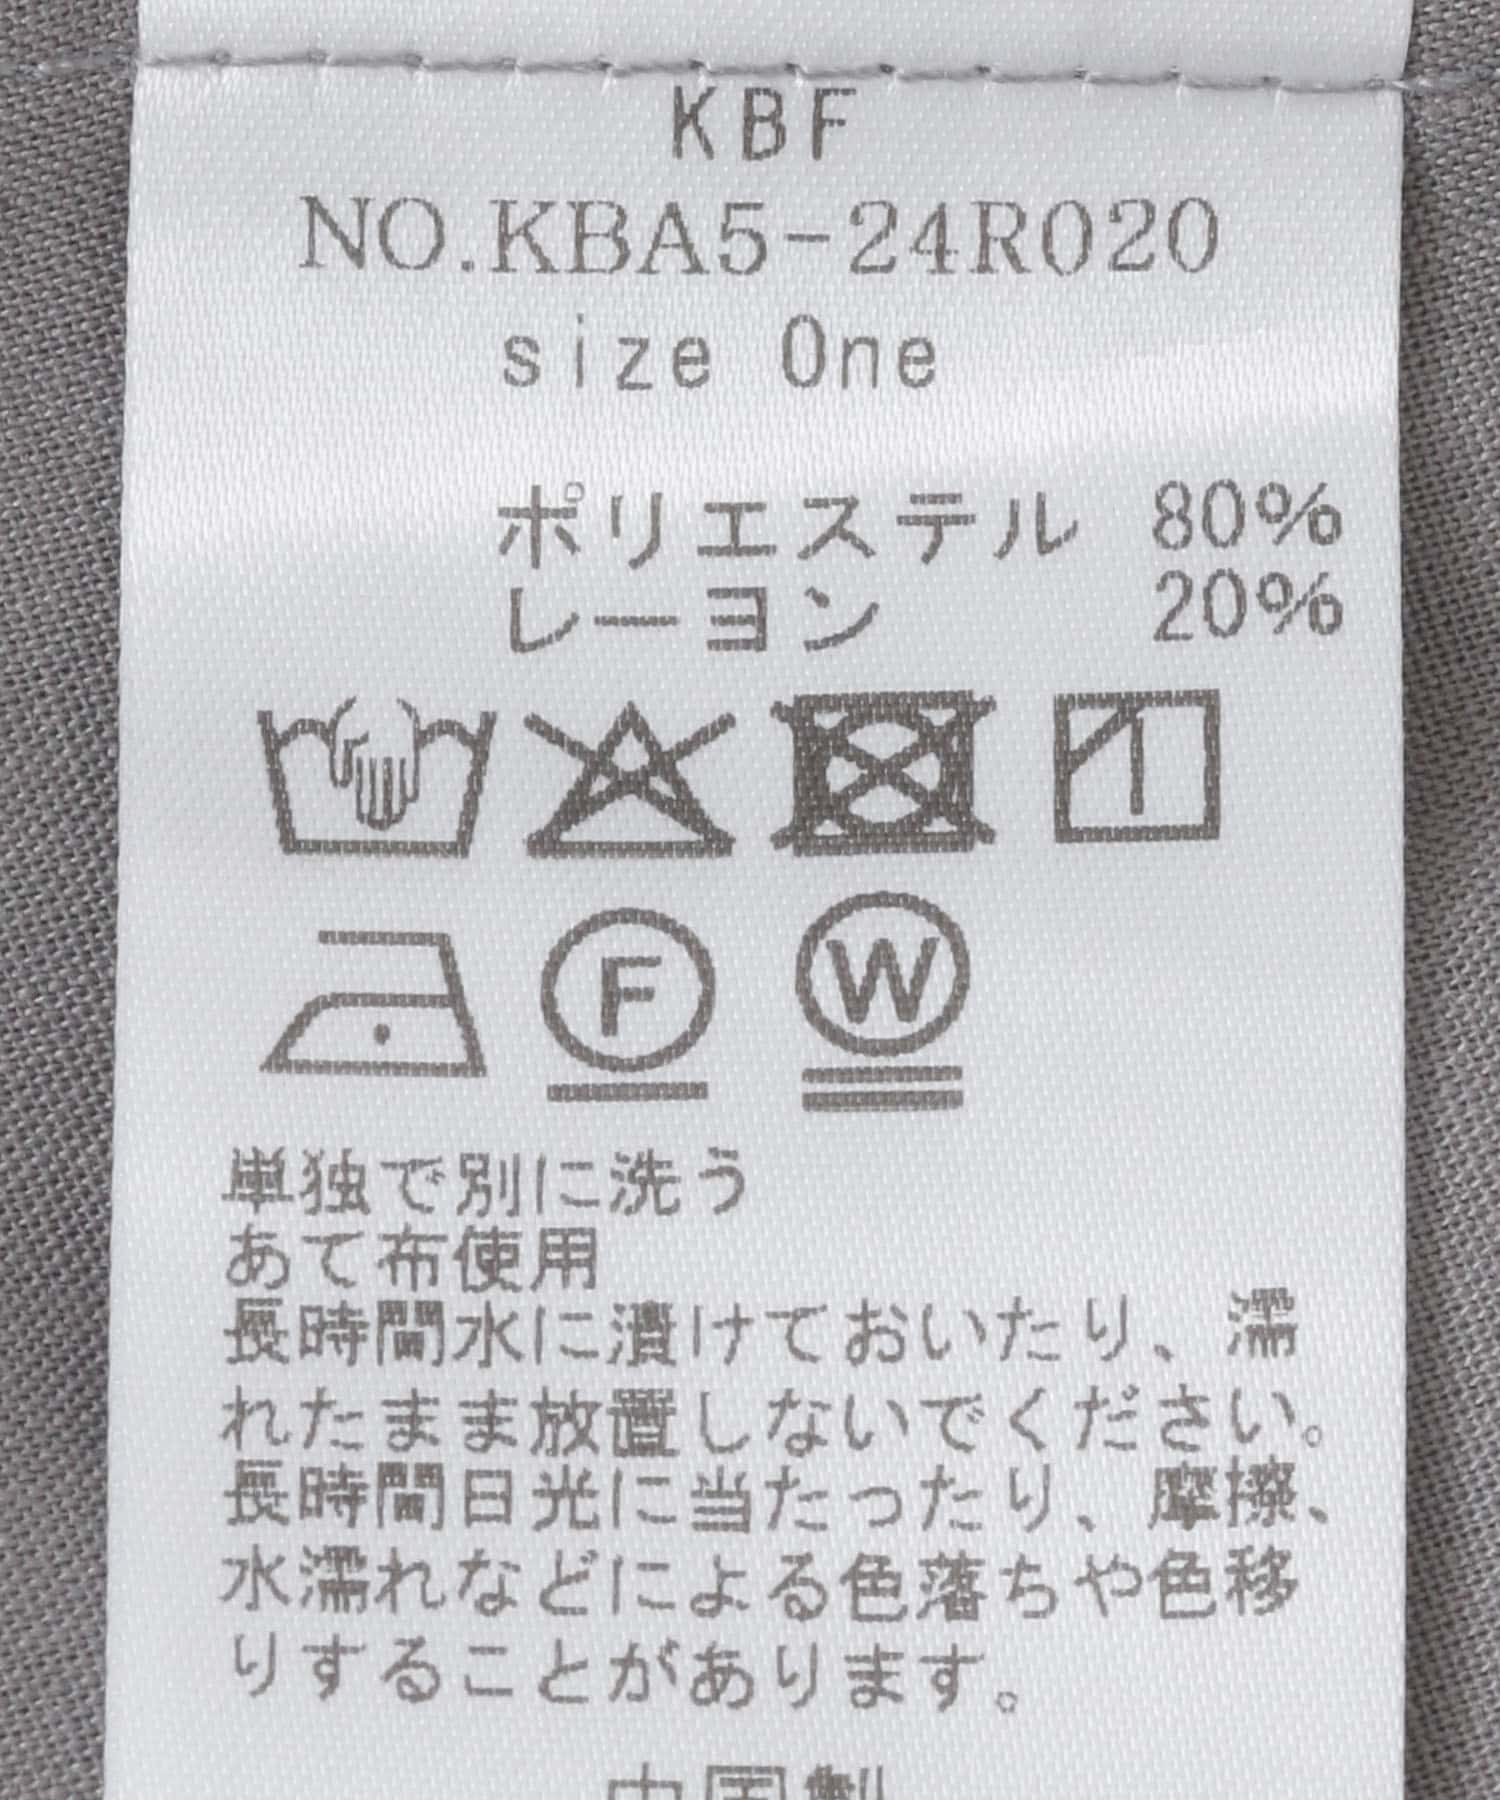 KBF
NO.KBA5-24R020
size One
ポリエステル 80%
レーヨン 20%
F
W
単独で別に洗う
あて布使用
長時間水に漬けておいたり、濡
れたまま放置しないでください。
長時間日光に当たったり、摩擦、
水濡れなどによる色落ちや色移
りすることがあります。
中国製